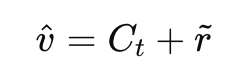 v̂ = Cₜ + r̃